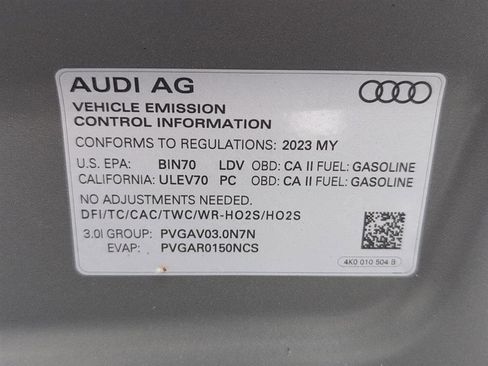 AUDI AG
VEHICLE EMISSION
CONTROL INFORMATION
CONFORMS TO REGULATIONS: 2023 MY
U.S. EPA: BIN70 LDV OBD: CA II FUEL: GASOLINE
CALIFORNIA: ULEV70 PC OBD: CA II FUEL: GASOLINE
NO ADJUSTMENTS NEEDED.
DFI/TC/CAC/TWC/WR-HO2S/HO2S
3.0l GROUP: PVGAV03.0N7N
EVAP: PVGAR0150NCS
4K0 010 504 B